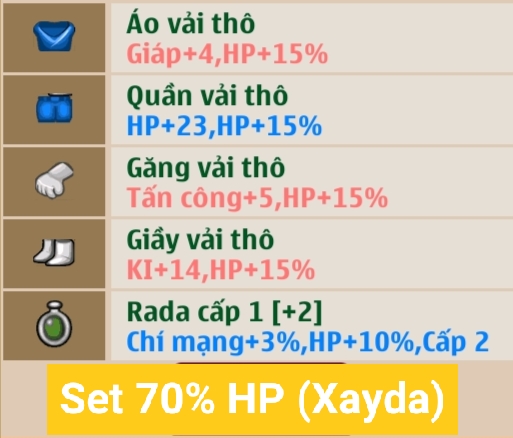 Áo vải thô
Giáp+4,HP+15%
Quần vải thô
HP+23,HP+15%
Găng vải thô
Tấn công+5,HP+15%
Giầy vải thô
KI+14,HP+15%
Rada cấp 1 [+2]
Chí mạng+3%,HP+10%,Cấp 2
Set 70% HP (Xayda)